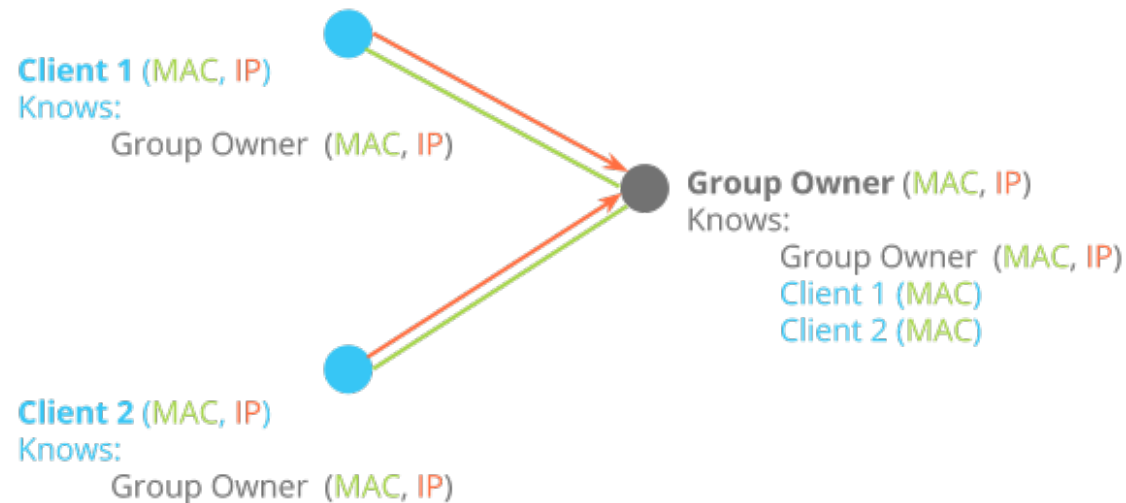 Client 1 (MAC, IP)
Knows:
Group Owner (MAC, IP)
Group Owner (MAC, IP)
Knows:
Group Owner (MAC, IP)
Client 1 (MAC)
Client 2 (MAC)
Client 2 (MAC, IP)
Knows:
Group Owner (MAC, IP)